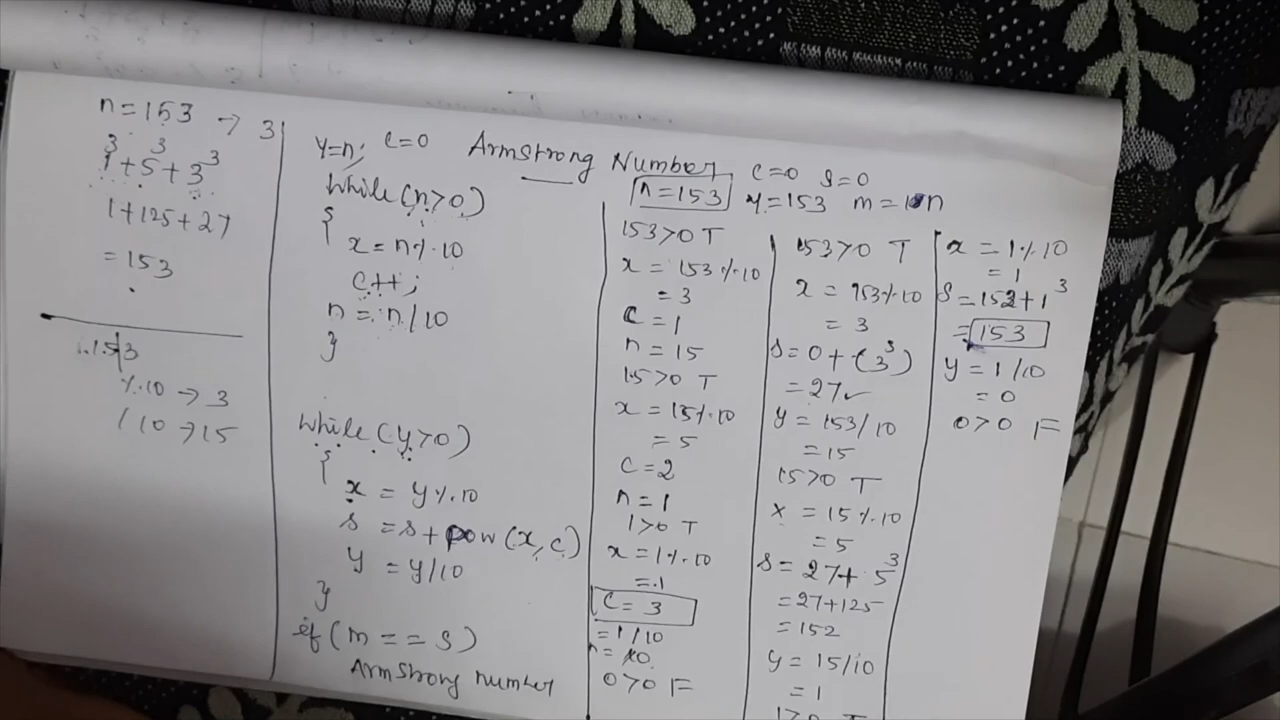 n=153 → 3
1³+5³+3³
1+125+27
=153
153
%10 → 3
/10 → 15
Armstrong Number
y=n; c=0
while(n>0)
{
x=n%10
c++;
n=n/10
}
while(y>0)
{
x = y%10
s = s+pow(x,c)
y = y/10
}
if(m==s)
Armstrong number
c=0 s=0
n=153 y=153 m=n
153>0 T
x = 153%10
= 3
c=1
n=15
15>0 T
x=15%10
=5
c=2
n=1
1>0 T
x=1%10
=1
c=3
=1/10
n=0
0>0 F
153>0 T
x = 153%10
= 3
s=0+(3³)
=27
y = 153/10
=15
15>0 T
x = 15%10
=5
s=27+5³
=27+125
=152
y=15/10
=1
1>0 T
x = 1%10
=1
s=152+1³
=153
y=1/10
=0
0>0 F